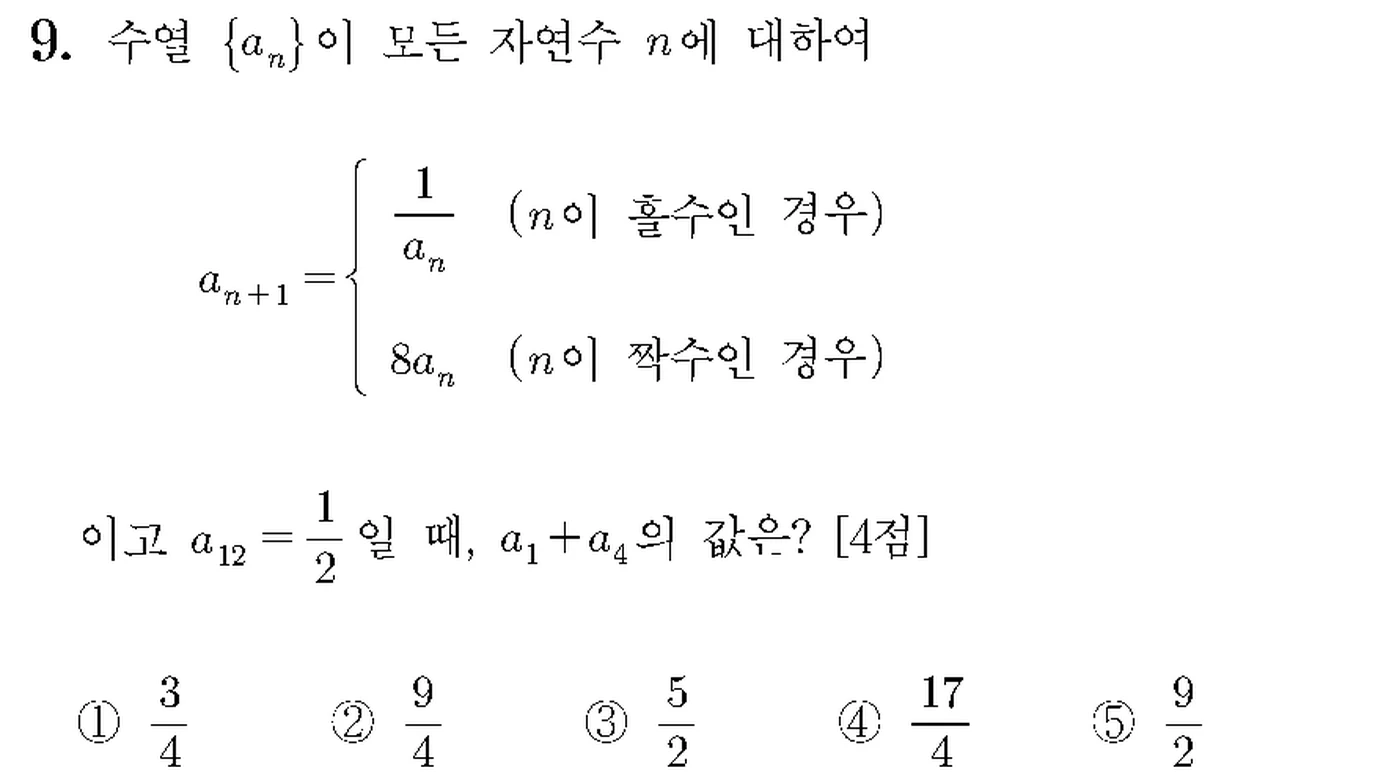 9. 수열 {aₙ}이 모든 자연수 n에 대하여
aₙ₊₁ = { 1/aₙ (n이 홀수인 경우)
8aₙ (n이 짝수인 경우)
이고 a₁₂ = 1/2 일 때, a₁+a₄의 값은? [4점]
① 3/4 ② 9/4 ③ 5/2 ④ 17/4 ⑤ 9/2